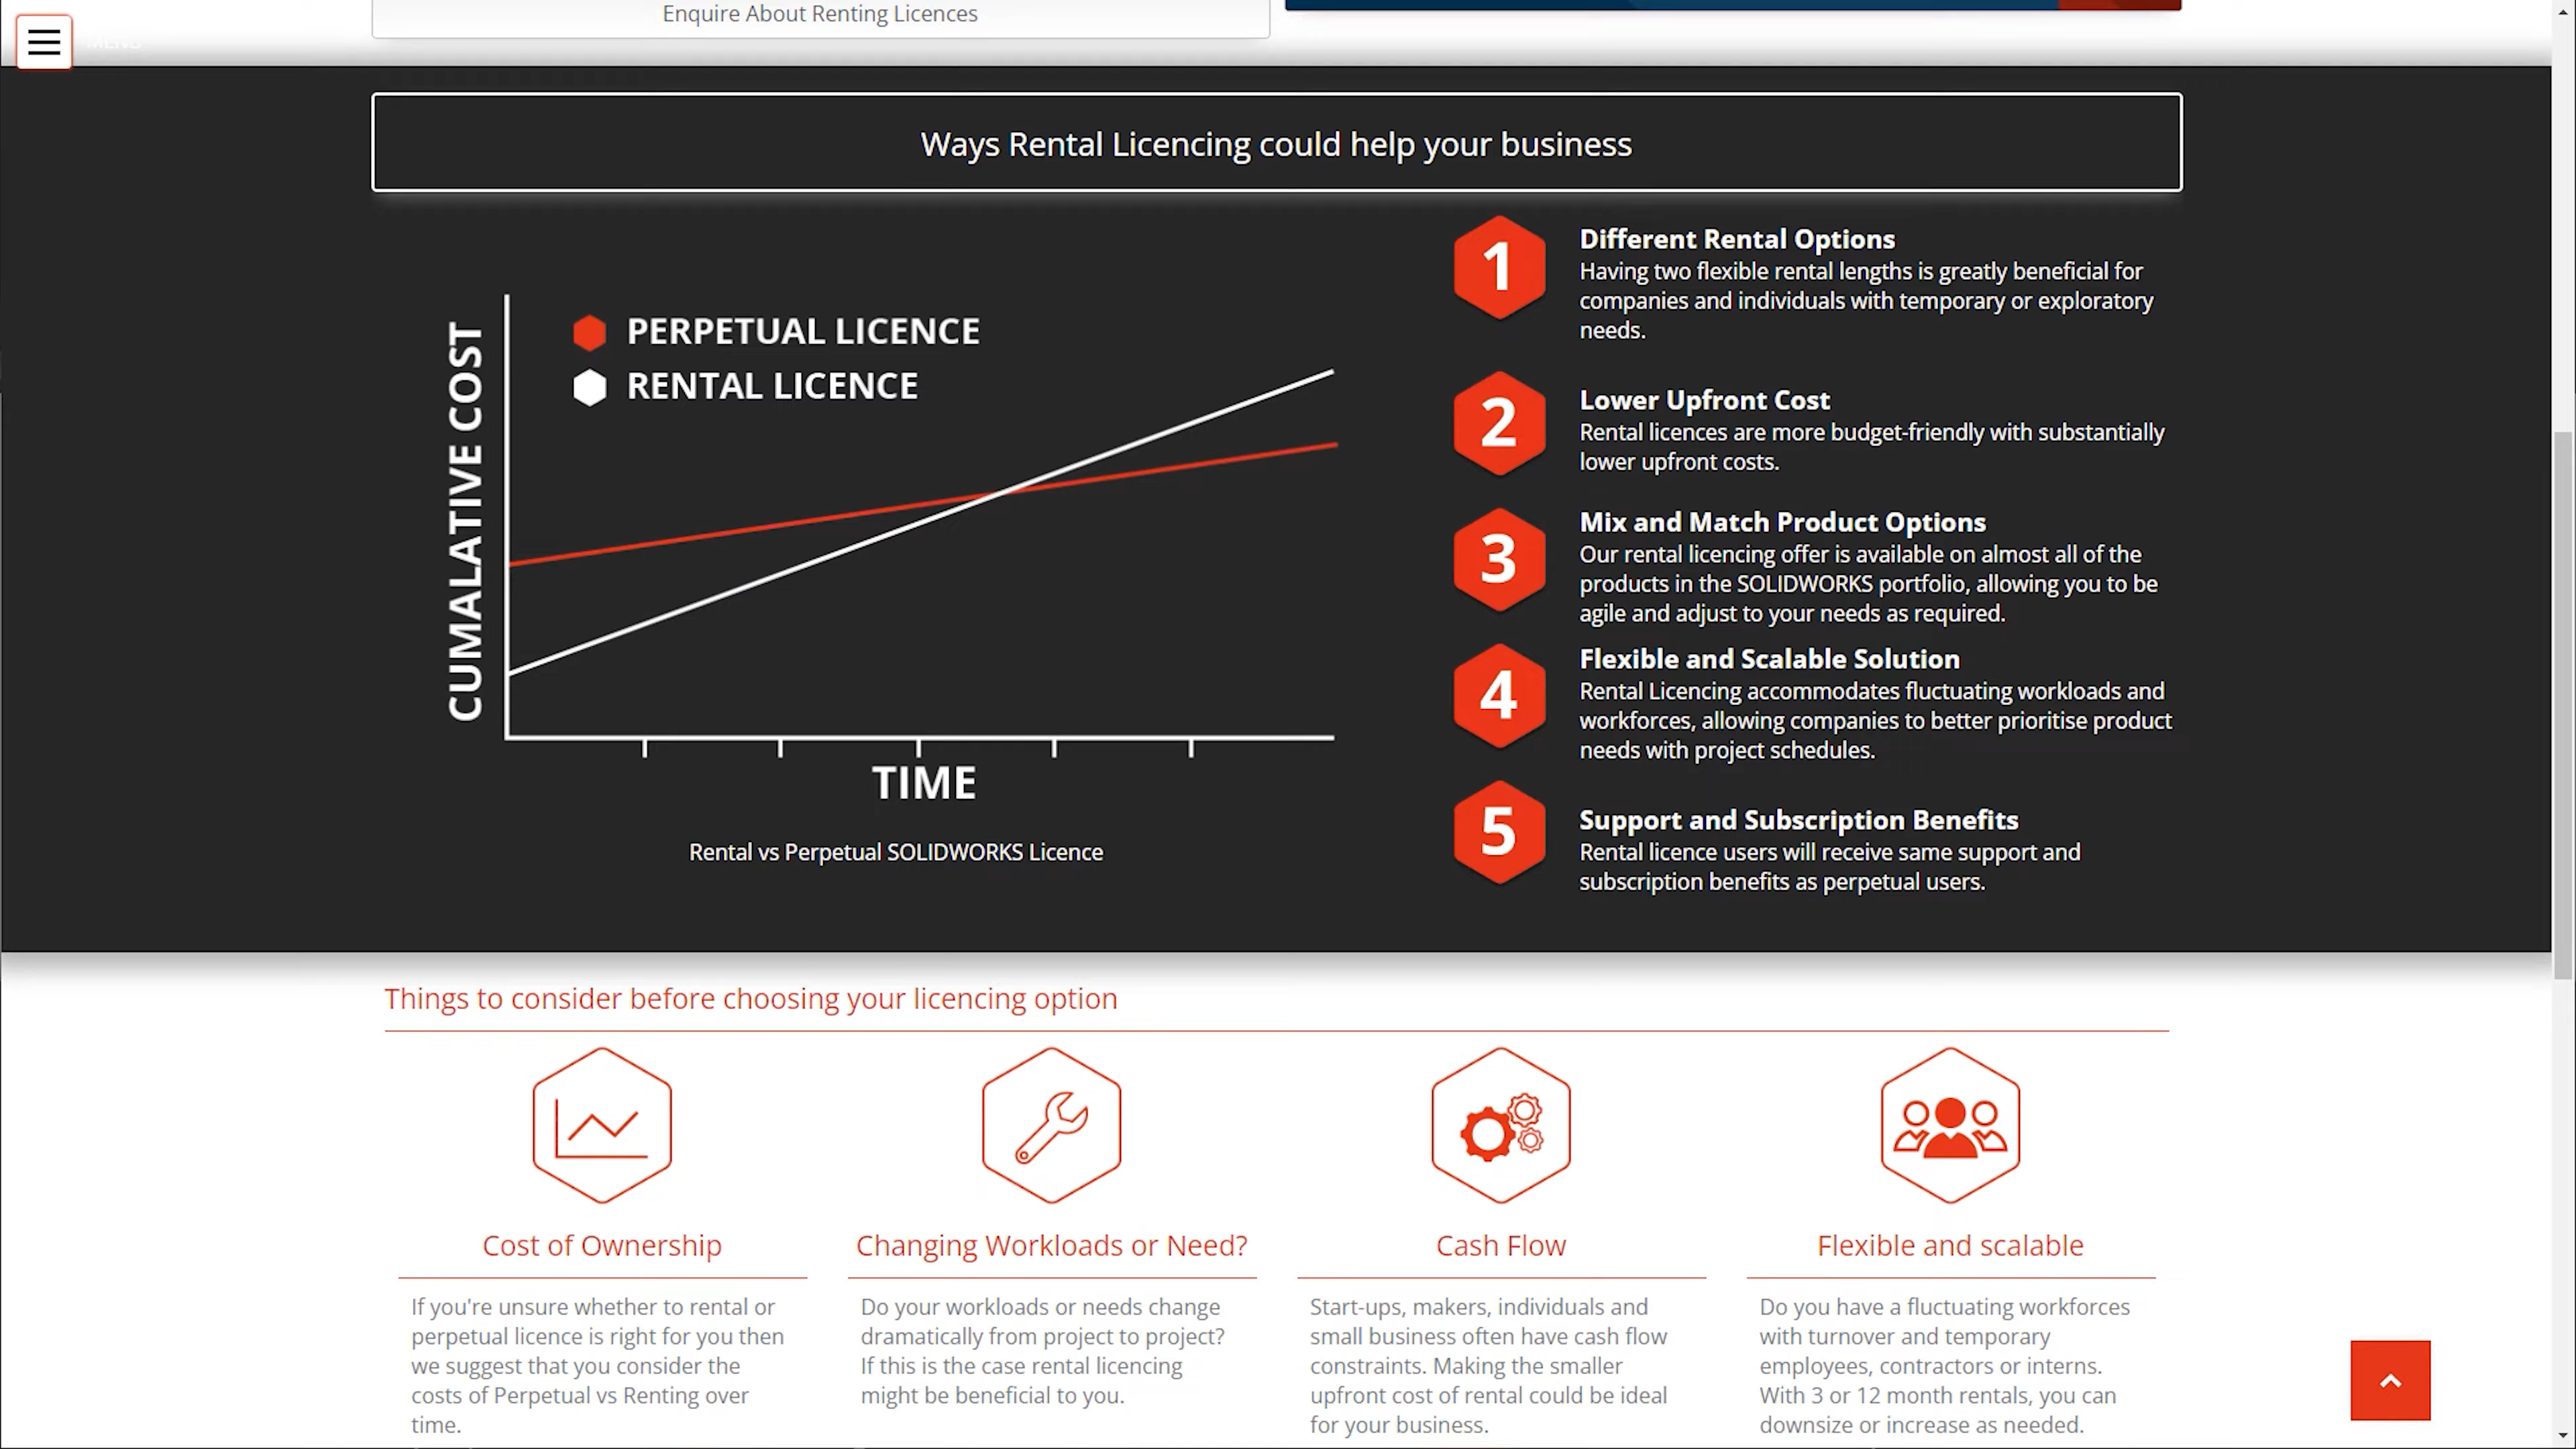 Enquire About Renting Licences
MENU
Ways Rental Licencing could help your business
PERPETUAL LICENCE
RENTAL LICENCE
CUMALATIVE COST
TIME
Rental vs Perpetual SOLIDWORKS Licence
1
Different Rental Options
Having two flexible rental lengths is greatly beneficial for
companies and individuals with temporary or exploratory
needs.
2
Lower Upfront Cost
Rental licences are more budget-friendly with substantially
lower upfront costs.
3
Mix and Match Product Options
Our rental licencing offer is available on almost all of the
products in the SOLIDWORKS portfolio, allowing you to be
agile and adjust to your needs as required.
4
Flexible and Scalable Solution
Rental Licencing accommodates fluctuating workloads and
workforces, allowing companies to better prioritise product
needs with project schedules.
5
Support and Subscription Benefits
Rental licence users will receive same support and
subscription benefits as perpetual users.
Things to consider before choosing your licencing option
Cost of Ownership
If you're unsure whether to rental or
perpetual licence is right for you then
we suggest that you consider the
costs of Perpetual vs Renting over
time.
Changing Workloads or Need?
Do your workloads or needs change
dramatically from project to project?
If this is the case rental licencing
might be beneficial to you.
Cash Flow
Start-ups, makers, individuals and
small business often have cash flow
constraints. Making the smaller
upfront cost of rental could be ideal
for your business.
Flexible and scalable
Do you have a fluctuating workforces
with turnover and temporary
employees, contractors or interns.
With 3 or 12 month rentals, you can
downsize or increase as needed.